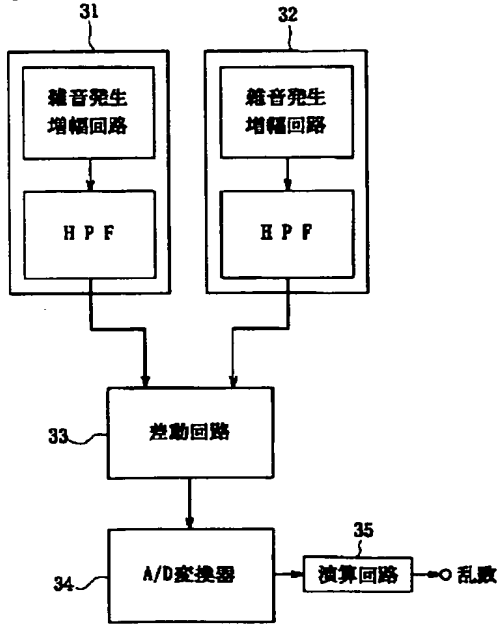 31
32
雑音発生
増幅回路
雑音発生
増幅回路
HPF
HPF
33
差動回路
34
A/D変換器
35
演算回路
乱数